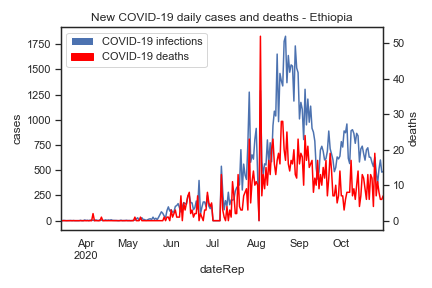 New COVID-19 daily cases and deaths - Ethiopia
COVID-19 infections
COVID-19 deaths
1750
1500
1250
1000
750
500
250
0
cases
50
40
30
20
10
0
deaths
Apr
2020
May
Jun
Jul
Aug
Sep
Oct
dateRep